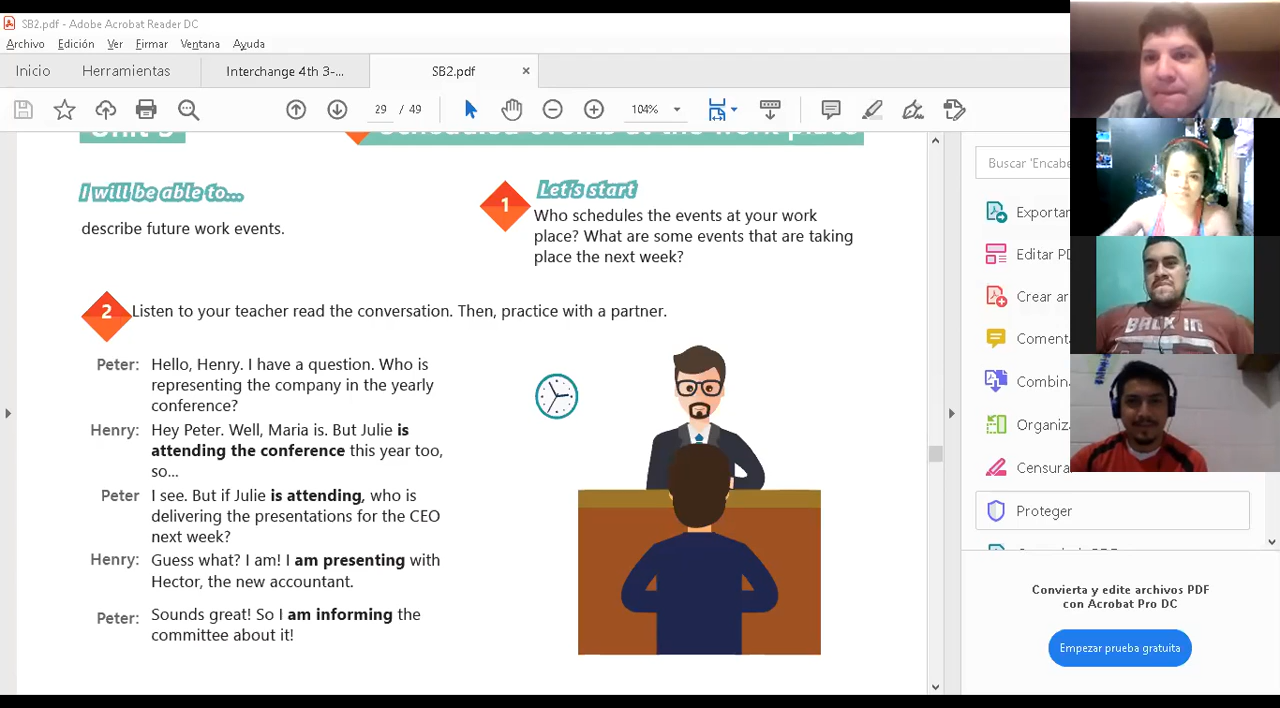 SB2.pdf - Adobe Acrobat Reader DC
Archivo Edición Ver Firmar Ventana Ayuda
Inicio Herramientas Interchange 4th 3-... SB2.pdf ×
29 / 49 104%
I will be able to...
describe future work events.
1 Let's start
Who schedules the events at your work
place? What are some events that are taking
place the next week?
2 Listen to your teacher read the conversation. Then, practice with a partner.
Peter: Hello, Henry. I have a question. Who is
representing the company in the yearly
conference?
Henry: Hey Peter. Well, Maria is. But Julie is
attending the conference this year too,
so...
Peter I see. But if Julie is attending, who is
delivering the presentations for the CEO
next week?
Henry: Guess what? I am! I am presenting with
Hector, the new accountant.
Peter: Sounds great! So I am informing the
committee about it!
Buscar 'Encabe
Exportar
Editar PD
Crear ar
Comenta
Combin
Organiz
Censura
Proteger
Convierta y edite archivos PDF
con Acrobat Pro DC
Empezar prueba gratuita
BACK IN